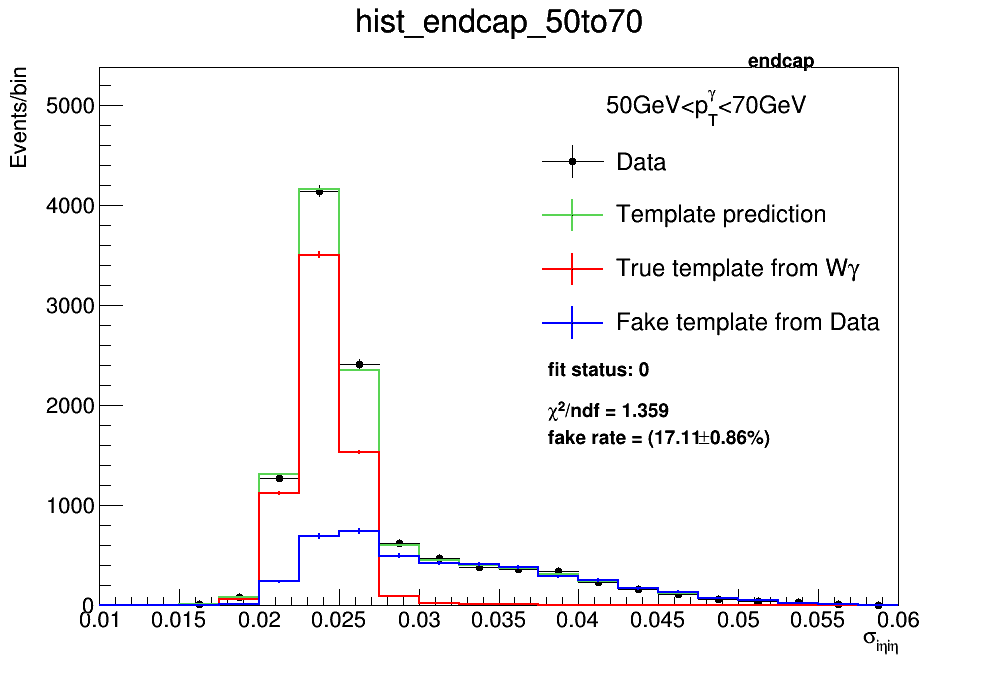 hist_endcap_50to70
endcap
Events/bin
50GeV<p_T^γ<70GeV
Data
Template prediction
True template from Wγ
Fake template from Data
fit status: 0
χ²/ndf = 1.359
fake rate = (17.11±0.86%)
5000
4000
3000
2000
1000
0
0.01 0.015 0.02 0.025 0.03 0.035 0.04 0.045 0.05 0.055 0.06
σ_iηiη